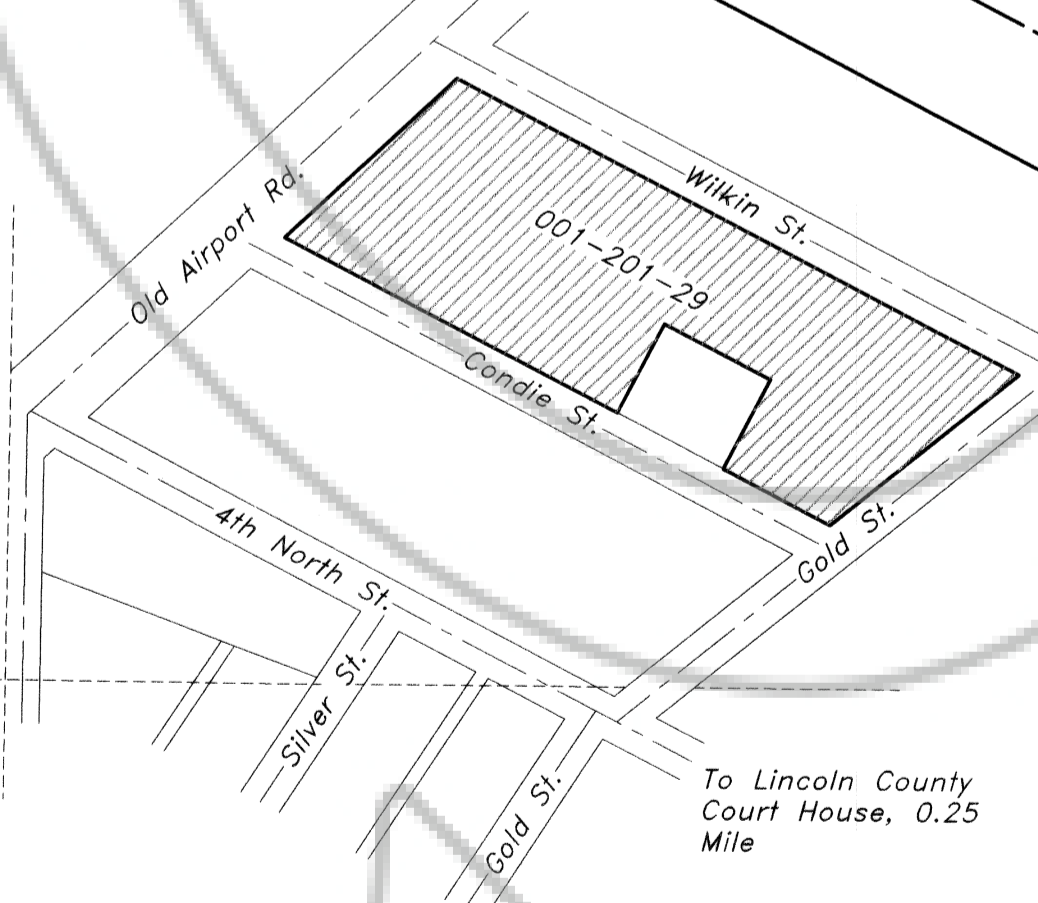 Wilkin St.
Old Airport Rd.
001-201-29
Condie St.
Gold St.
4th North St.
Silver St.
Gold St.
To Lincoln County
Court House, 0.25
Mile